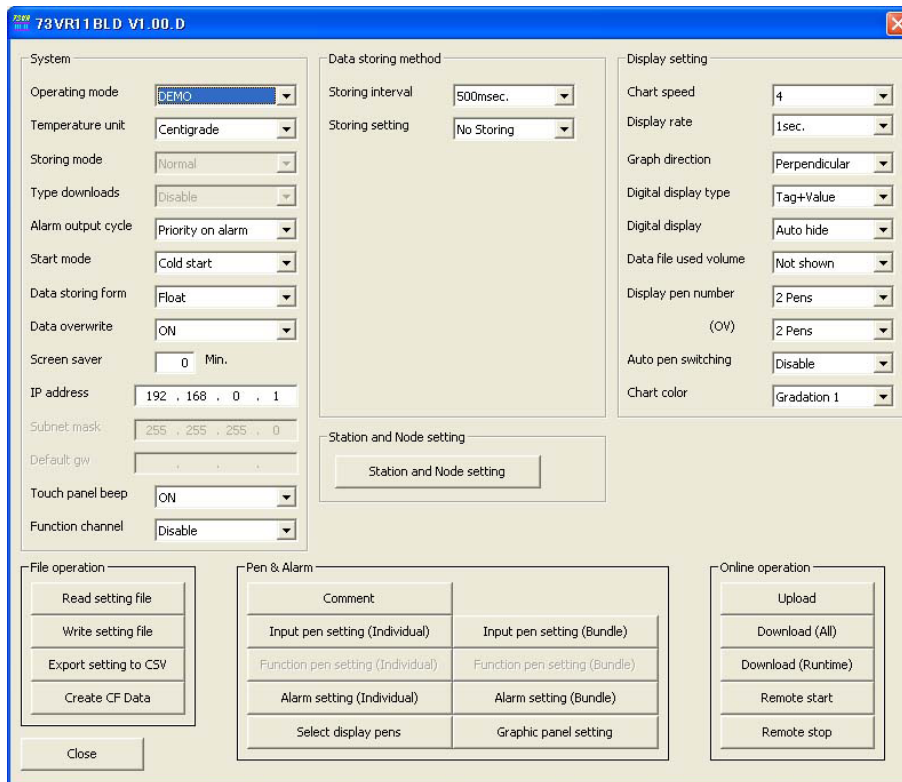 73VR11BLD V1.00.D
System
Operating mode DEMO
Temperature unit Centigrade
Storing mode Normal
Type downloads Disable
Alarm output cycle Priority on alarm
Start mode Cold start
Data storing form Float
Data overwrite ON
Screen saver 0 Min.
IP address 192 . 168 . 0 . 1
Subnet mask 255 . 255 . 255 . 0
Default gw . . .
Touch panel beep ON
Function channel Disable
Data storing method
Storing interval 500msec.
Storing setting No Storing
Station and Node setting
Station and Node setting
Display setting
Chart speed 4
Display rate 1sec.
Graph direction Perpendicular
Digital display type Tag+Value
Digital display Auto hide
Data file used volume Not shown
Display pen number 2 Pens
(OV) 2 Pens
Auto pen switching Disable
Chart color Gradation 1
File operation
Read setting file
Write setting file
Export setting to CSV
Create CF Data
Close
Pen & Alarm
Comment
Input pen setting (Individual) Input pen setting (Bundle)
Function pen setting (Individual) Function pen setting (Bundle)
Alarm setting (Individual) Alarm setting (Bundle)
Select display pens Graphic panel setting
Online operation
Upload
Download (All)
Download (Runtime)
Remote start
Remote stop